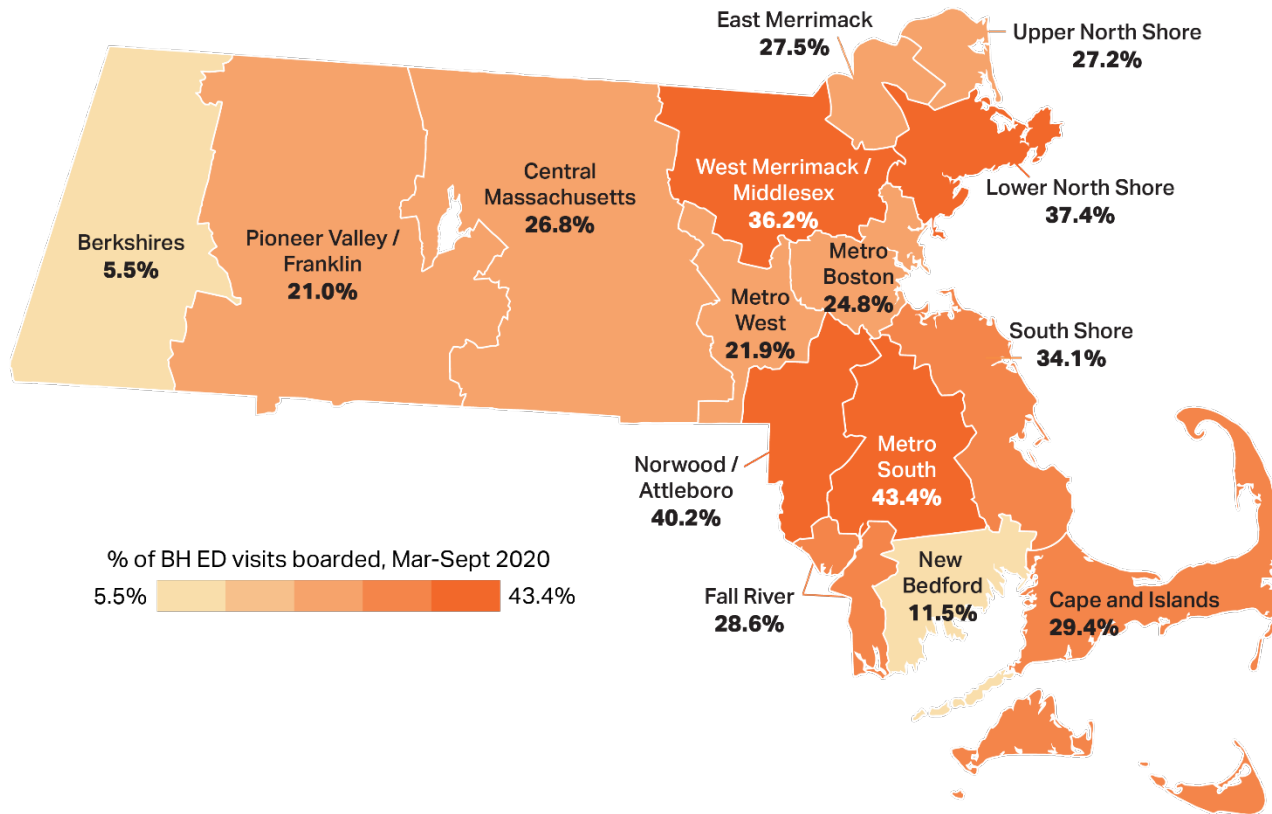 East Merrimack
27.5%
Upper North Shore
27.2%
West Merrimack /
Middlesex
36.2%
Lower North Shore
37.4%
Central
Massachusetts
26.8%
Berkshires
5.5%
Pioneer Valley /
Franklin
21.0%
Metro
Boston
24.8%
Metro
West
21.9%
South Shore
34.1%
Norwood /
Attleboro
40.2%
Metro
South
43.4%
% of BH ED visits boarded, Mar-Sept 2020
5.5%
43.4%
Fall River
28.6%
New
Bedford
11.5%
Cape and Islands
29.4%